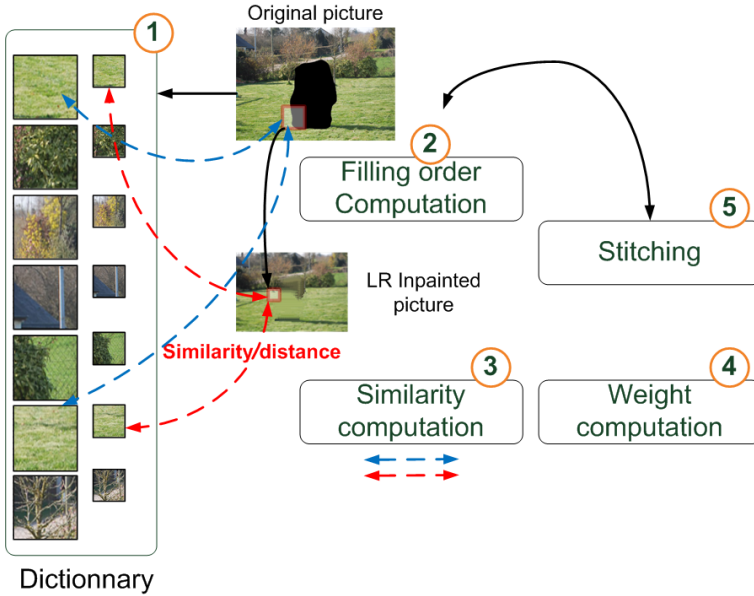 Original picture
1
2
Filling order
Computation
5
Stitching
LR Inpainted
picture
Similarity/distance
3
Similarity
computation
4
Weight
computation
Dictionnary